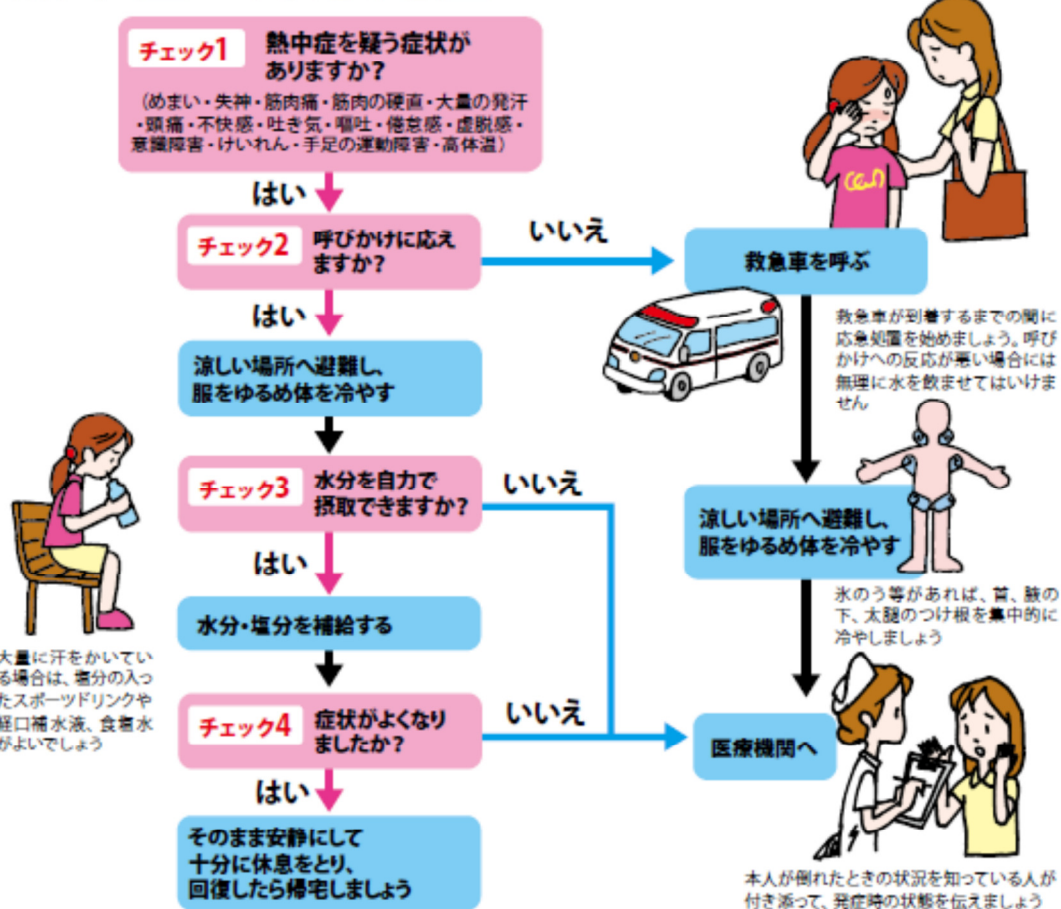 チェック1
熱中症を疑う症状が
ありますか？
（めまい・失神・筋肉痛・筋肉の硬直・大量の発汗
・頭痛・不快感・吐き気・嘔吐・倦怠感・虚脱感・
意識障害・けいれん・手足の運動障害・高体温）
はい
チェック2
呼びかけに応え
ますか？
いいえ
救急車を呼ぶ
救急車が到着するまでの間に
応急処置を始めましょう。呼び
かけへの反応が悪い場合には
無理に水を飲ませてはいけま
せん
はい
涼しい場所へ避難し、
服をゆるめ体を冷やす
チェック3
水分を自力で
摂取できますか？
いいえ
涼しい場所へ避難し、
服をゆるめ体を冷やす
氷のう等があれば、首、腋の
下、太腿のつけ根を集中的に
冷やしましょう
はい
水分・塩分を補給する
大量に汗をかいてい
る場合は、塩分の入っ
たスポーツドリンクや
経口補水液、食塩水
がよいでしょう
チェック4
症状がよくなり
ましたか？
いいえ
医療機関へ
はい
そのまま安静にして
十分に休息をとり、
回復したら帰宅しましょう
本人が倒れたときの状況を知っている人が
付き添って、発症時の状態を伝えましょう